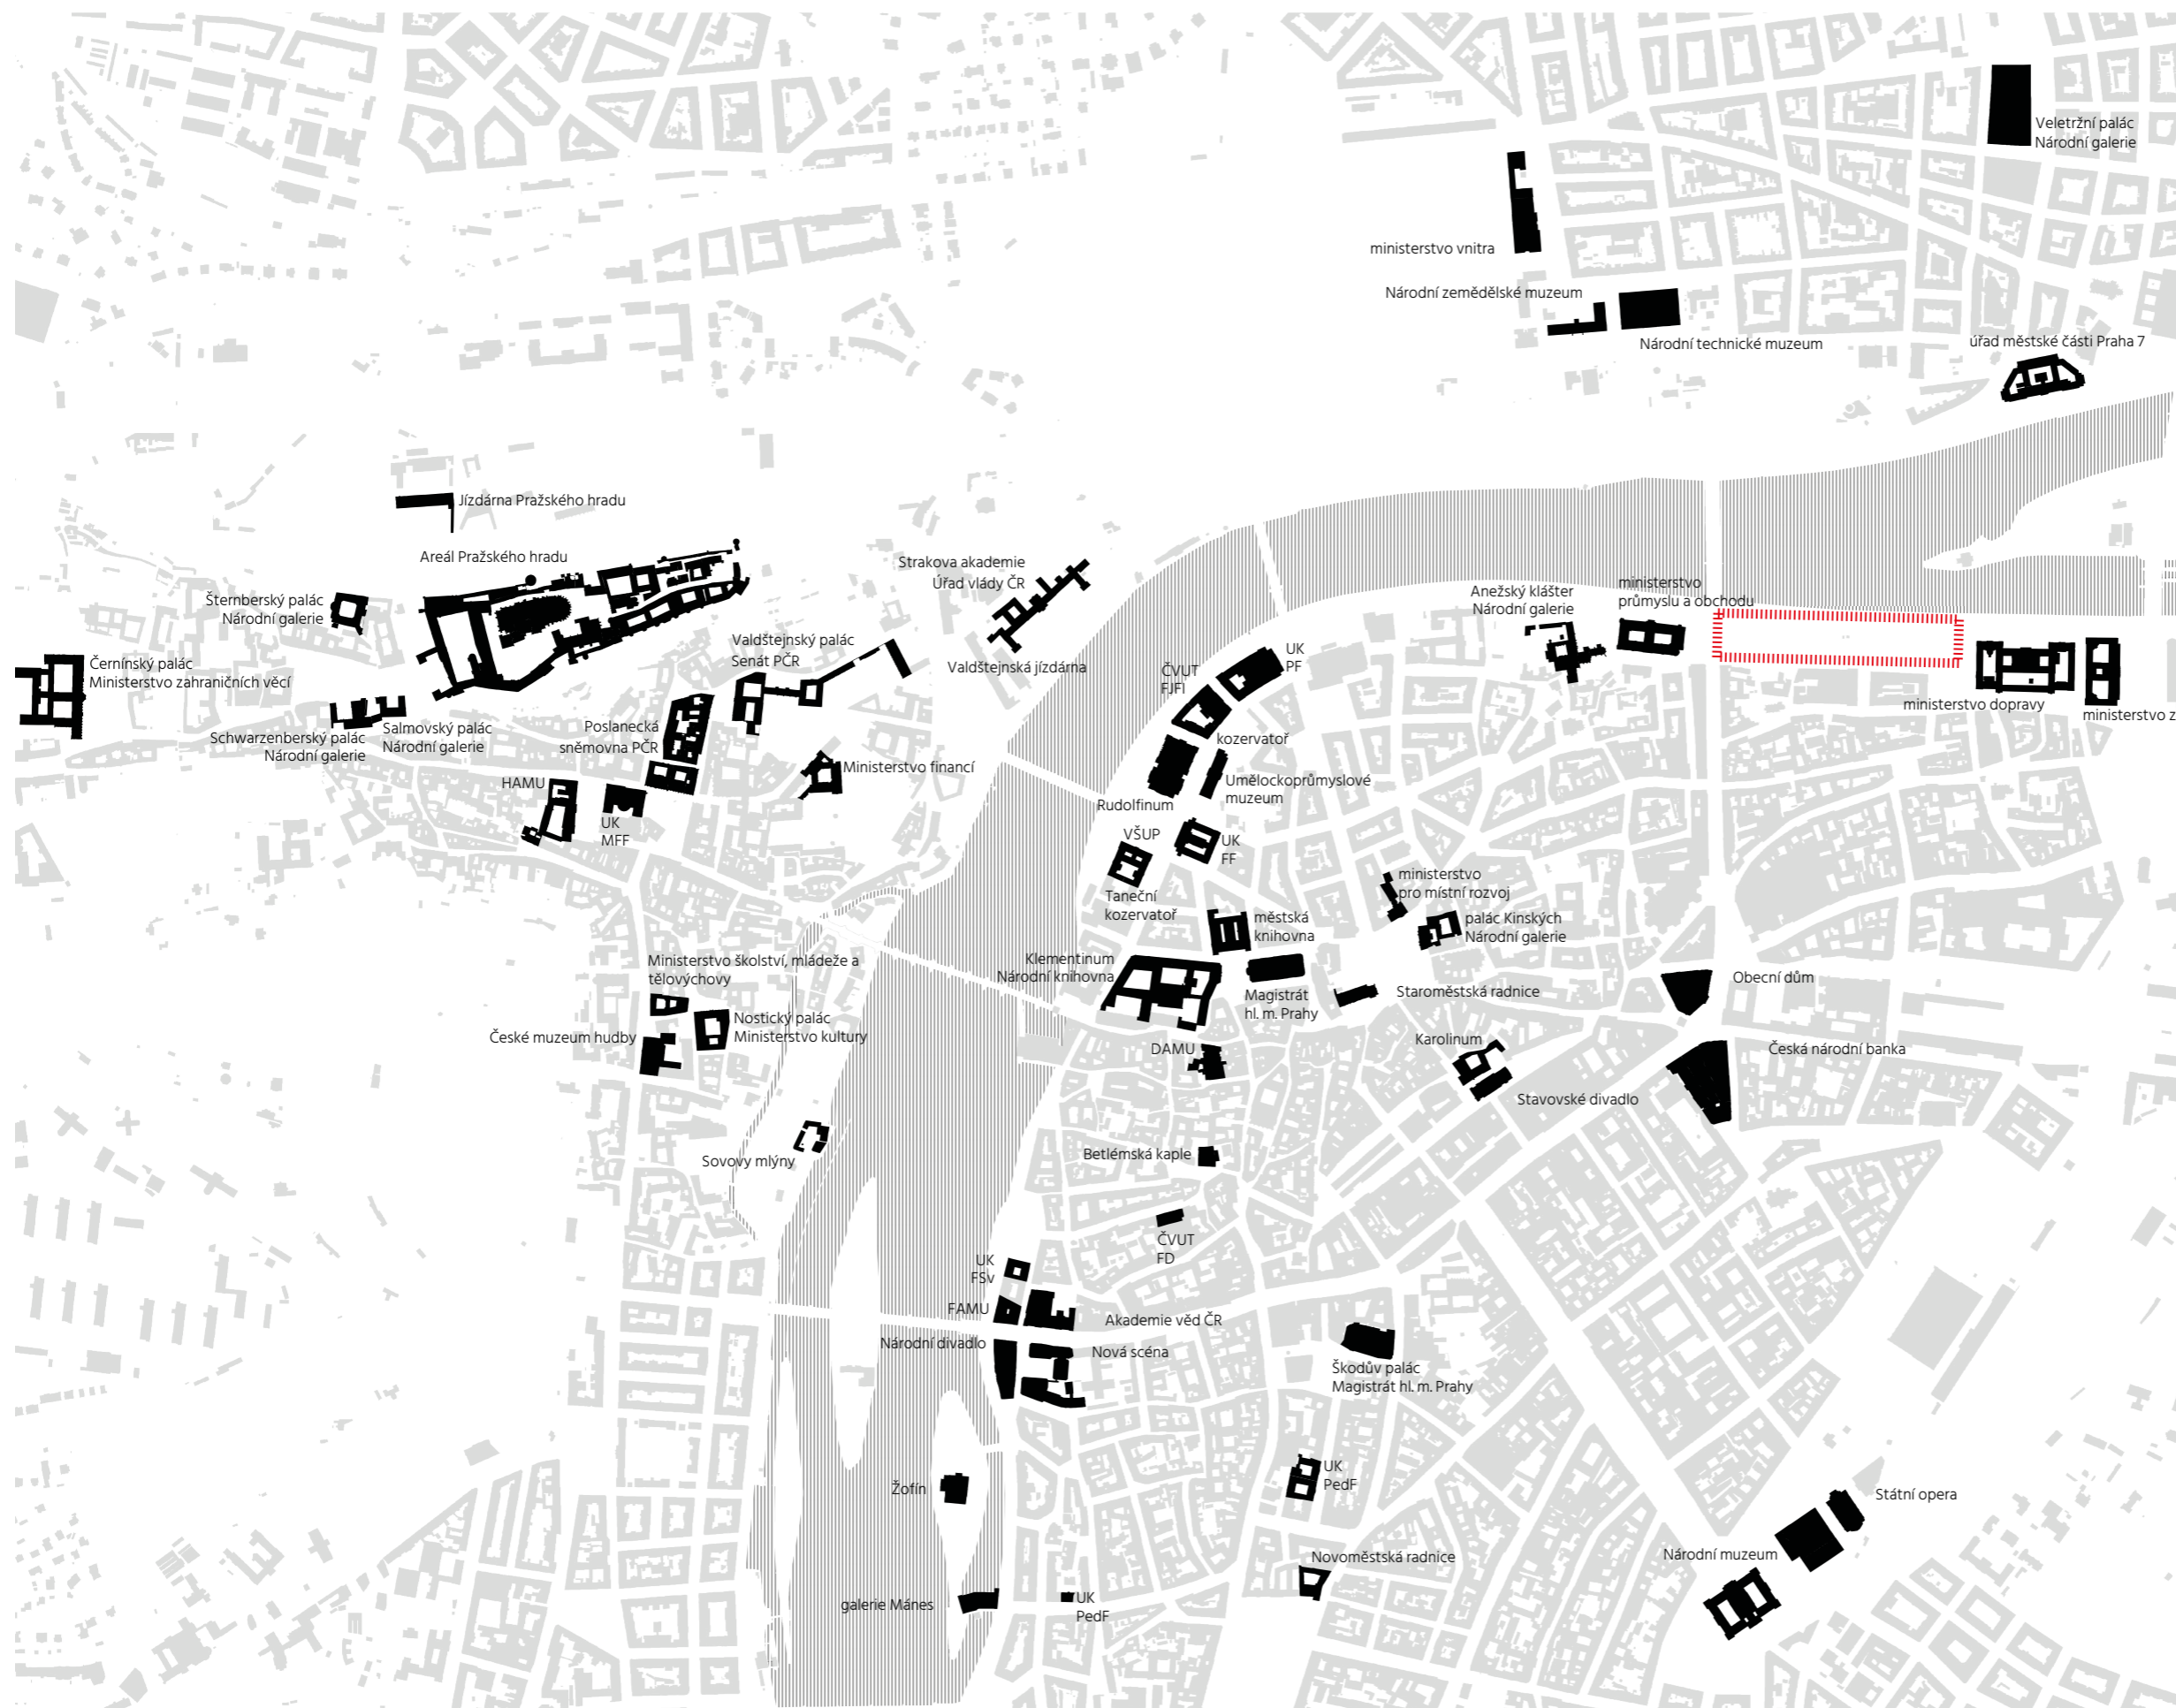 Veletržní palác
Národní galerie
ministerstvo vnitra
Národní zemědělské muzeum
Národní technické muzeum
úřad městské části Praha 7
Jízdárna Pražského hradu
Areál Pražského hradu
Strakova akademie
Úřad vlády ČR
Anežský klášter
Národní galerie
ministerstvo
průmyslu a obchodu
Šternberský palác
Národní galerie
Valdštejnský palác
Senát PČR
Valdštejnská jízdárna
UK
PF
ČVUT
FJFI
Černínský palác
Ministerstvo zahraničních věcí
ministerstvo dopravy
ministerstvo z
Schwarzenberský palác
Národní galerie
Salmovský palác
Národní galerie
Poslanecká
sněmovna PČR
kozervatoř
Ministerstvo financí
Umělockoprůmyslové
muzeum
Rudolfinum
HAMU
UK
MFF
VŠUP
UK
FF
Taneční
kozervatoř
ministerstvo
pro místní rozvoj
městská
knihovna
palác Kinských
Národní galerie
Klementinum
Národní knihovna
Ministerstvo školství, mládeže a
tělovýchovy
Magistrát
hl. m. Prahy
Staroměstská radnice
Obecní dům
Nostický palác
Ministerstvo kultury
České muzeum hudby
DAMU
Karolinum
Česká národní banka
Stavovské divadlo
Sovovy mlýny
Betlémská kaple
ČVUT
FD
UK
FSv
FAMU
Akademie věd ČR
Národní divadlo
Nová scéna
Škodův palác
Magistrát hl. m. Prahy
UK
PedF
Žofín
Státní opera
Národní muzeum
Novoměstská radnice
galerie Mánes
UK
PedF